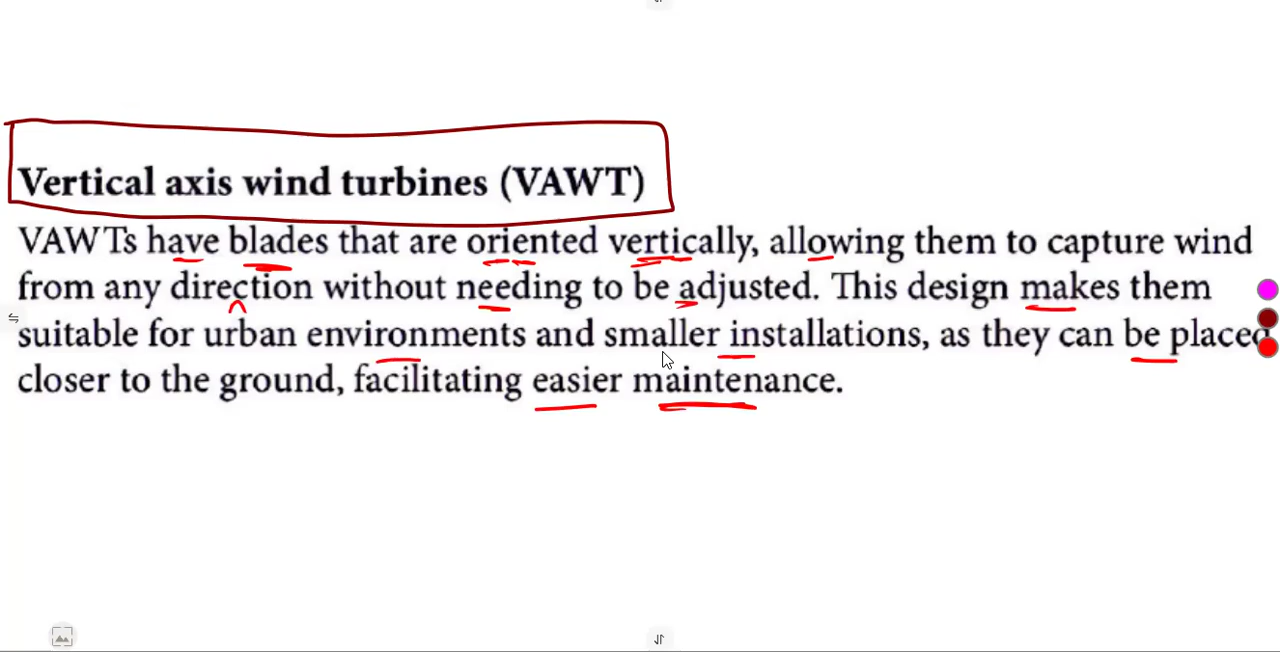 Vertical axis wind turbines (VAWT)
VAWTs have blades that are oriented vertically, allowing them to capture wind
from any direction without needing to be adjusted. This design makes them
suitable for urban environments and smaller installations, as they can be placed
closer to the ground, facilitating easier maintenance.